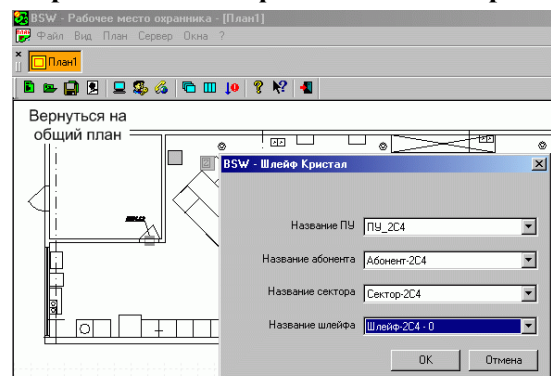 BSW - Рабочее место охранника - [План1]
Файл Вид План Сервер Окна ?
План1
Вернуться на
общий план
BSW - Шлейф Кристал
Название ПУ ПУ_2С4
Название абонента Абонент-2С4
Название сектора Сектор-2С4
Название шлейфа Шлейф-2С4 - 0
OK Отмена